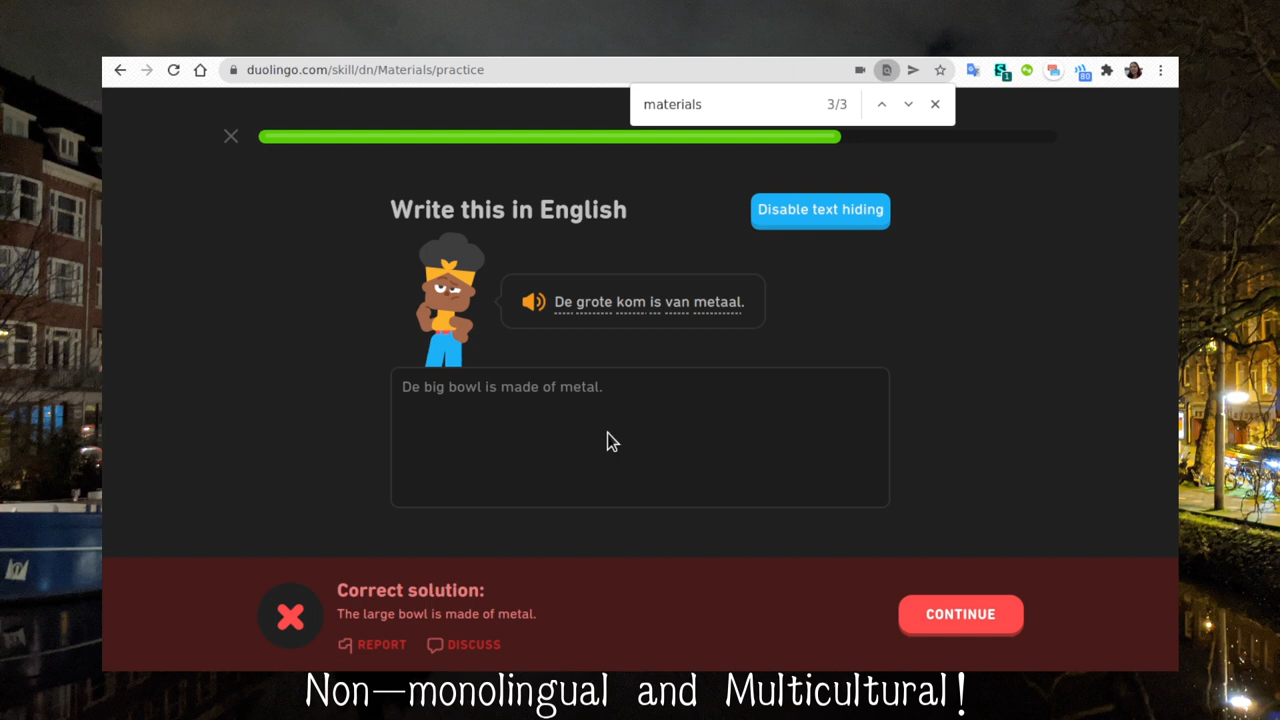 duolingo.com/skill/dn/Materials/practice
1
80
materials 3/3
Write this in English
Disable text hiding
De grote kom is van metaal.
De big bowl is made of metal.
Correct solution:
The large bowl is made of metal.
CONTINUE
REPORT DISCUSS
Non-monolingual and Multicultural!